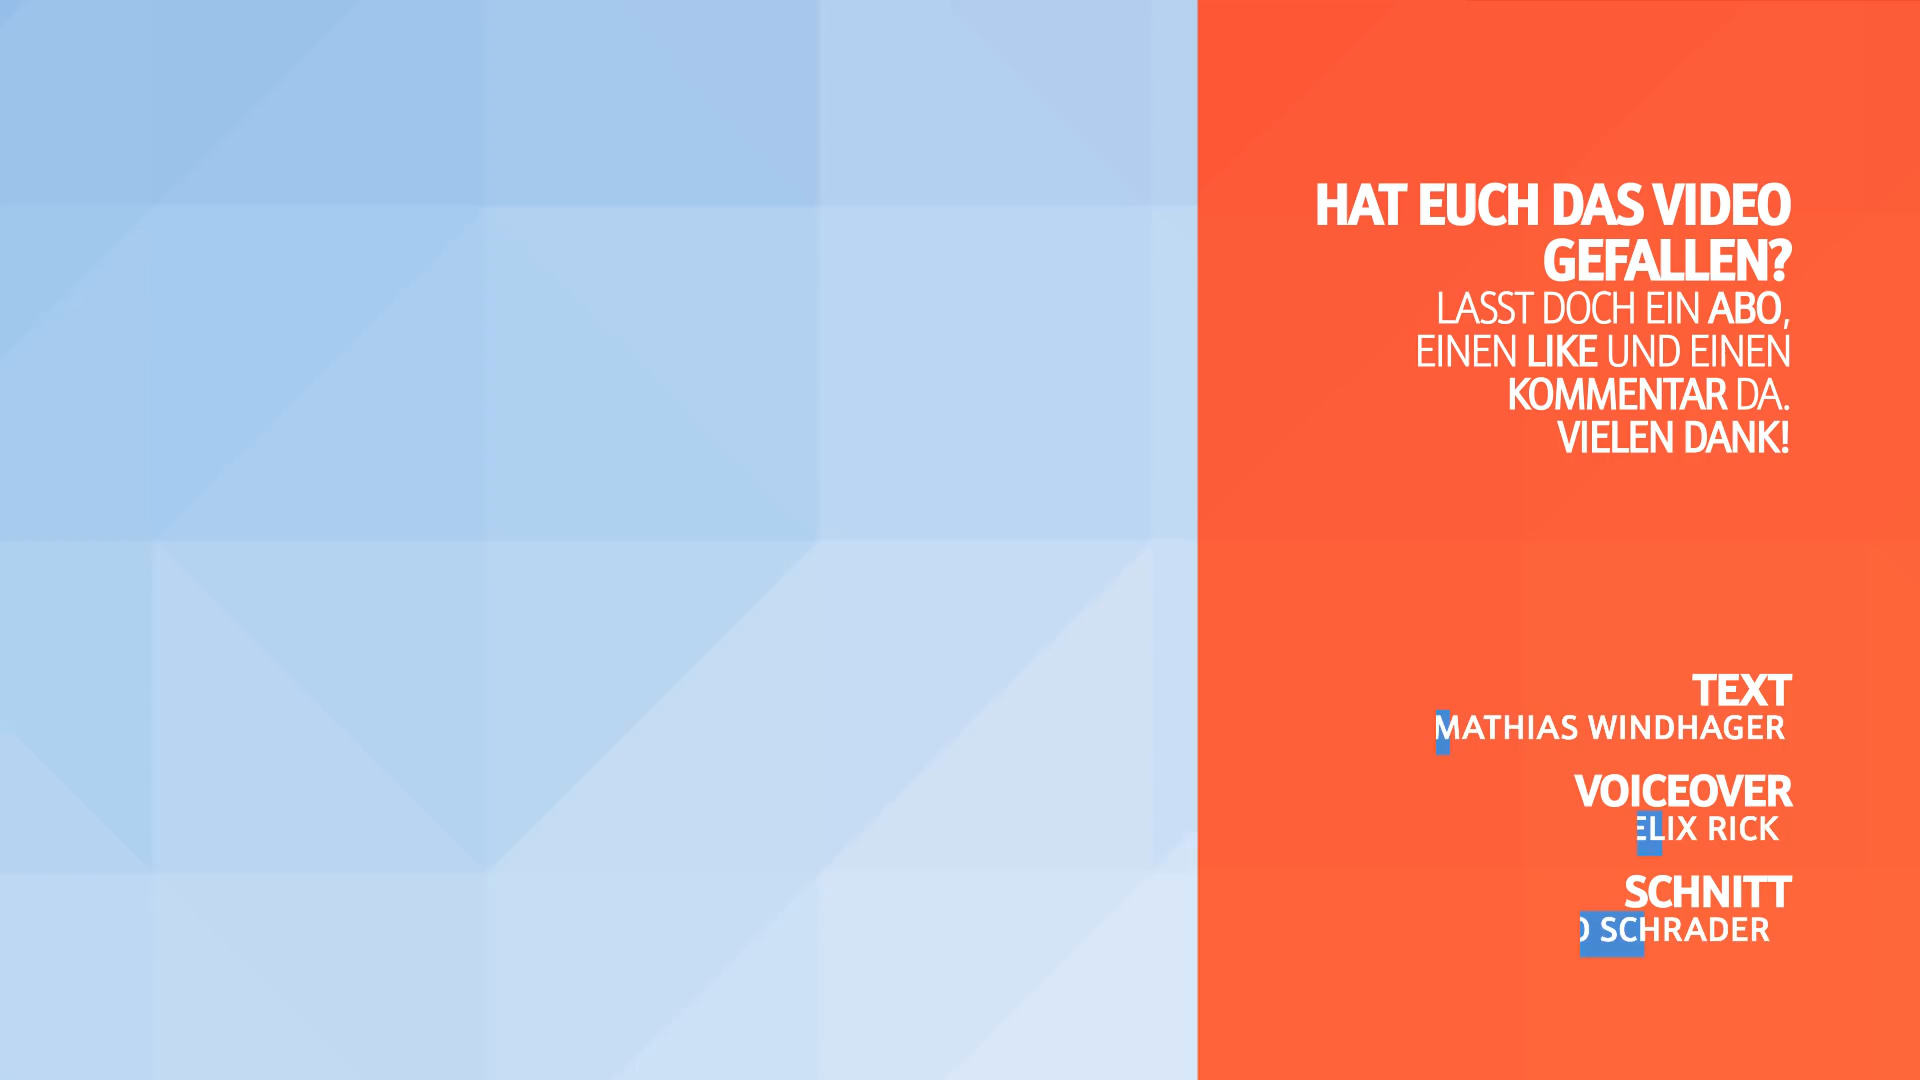 HAT EUCH DAS VIDEO
GEFALLEN?
LASST DOCH EIN ABO,
EINEN LIKE UND EINEN
KOMMENTAR DA.
VIELEN DANK!
TEXT
MATHIAS WINDHAGER
VOICEOVER
ELIX RICK
SCHNITT
SCHRADER